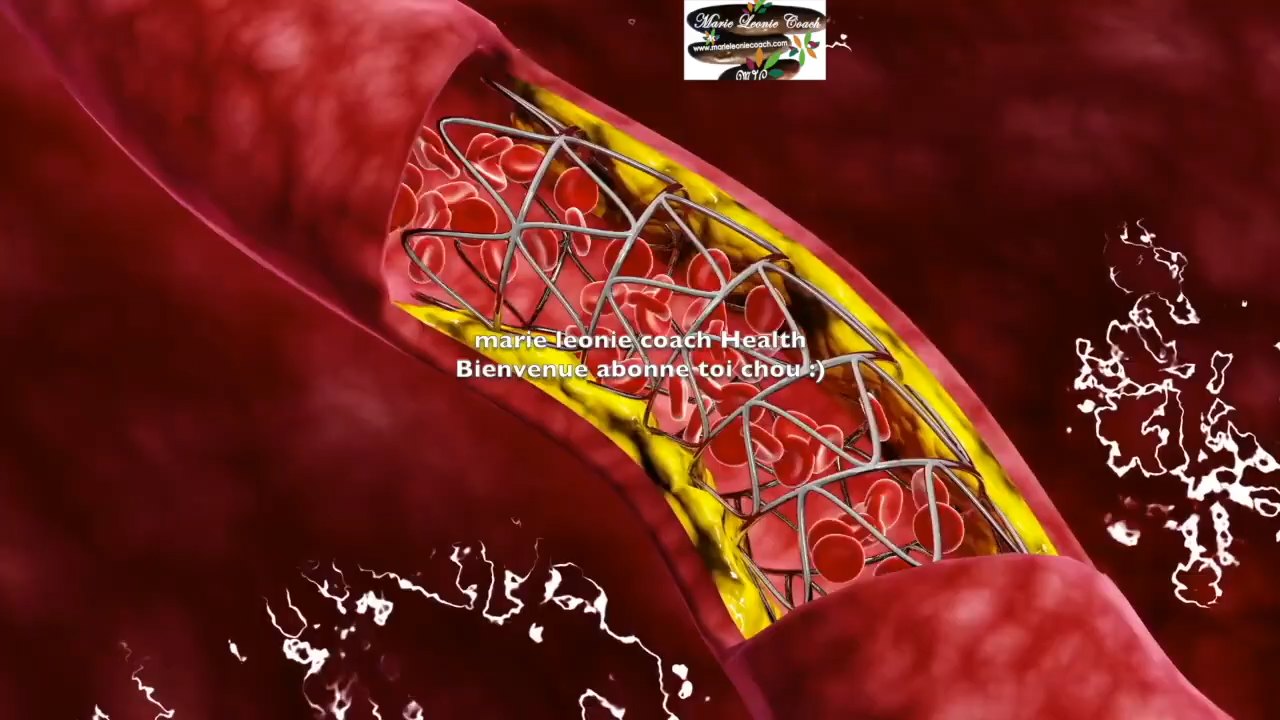 Marie Leonie Coach
www.marieleoniecoach.com
marie leonie coach Health
Bienvenue abonne toi chou :)